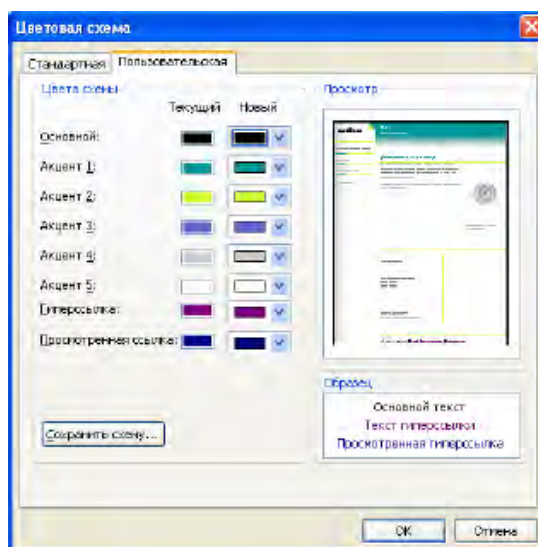 Цветовая схема
Стандартная Пользовательская
Цвета схемы
Текущий Новый
Основной:
Акцент 1:
Акцент 2:
Акцент 3:
Акцент 4:
Акцент 5:
Гиперссылка:
Просмотренная ссылка:
Сохранить схему...
Просмотр
Образец
Основной текст
Текст гиперссылки
Просмотренная гиперссылка
ОК Отмена